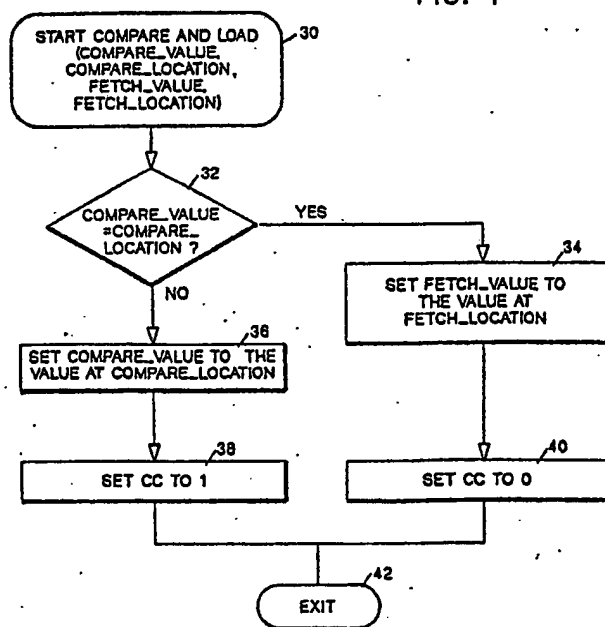 START COMPARE AND LOAD
(COMPARE_VALUE,
COMPARE_LOCATION,
FETCH_VALUE,
FETCH_LOCATION)
30
32
COMPARE_VALUE
=COMPARE_
LOCATION ?
YES
NO
34
SET FETCH_VALUE TO
THE VALUE AT
FETCH_LOCATION
36
SET COMPARE_VALUE TO THE
VALUE AT COMPARE_LOCATION
38
SET CC TO 1
40
SET CC TO 0
42
EXIT